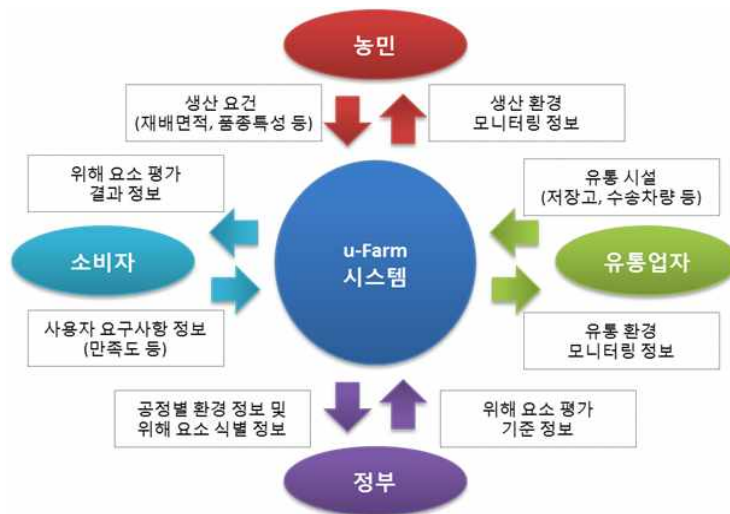 농민
생산 요건
(재배면적, 품종특성 등)
생산 환경
모니터링 정보
위해 요소 평가
결과 정보
유통 시설
(저장고, 수송차량 등)
소비자
u-Farm
시스템
유통업자
사용자 요구사항 정보
(만족도 등)
유통 환경
모니터링 정보
공정별 환경 정보 및
위해 요소 식별 정보
위해 요소 평가
기준 정보
정부